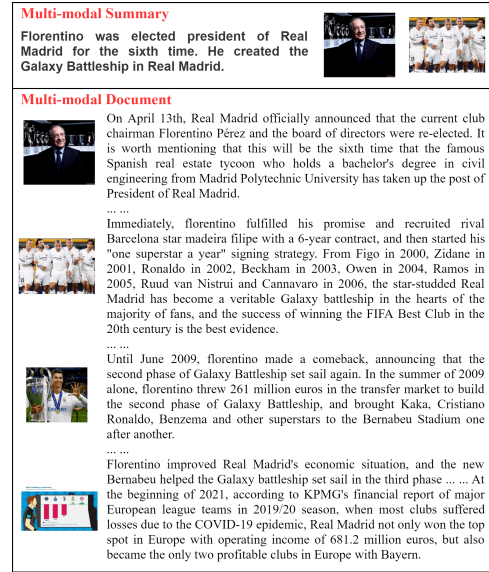 Multi-modal Summary
Florentino was elected president of Real
Madrid for the sixth time. He created the
Galaxy Battleship in Real Madrid.
Multi-modal Document
On April 13th, Real Madrid officially announced that the current club
chairman Florentino Pérez and the board of directors were re-elected. It
is worth mentioning that this will be the sixth time that the famous
Spanish real estate tycoon who holds a bachelor's degree in civil
engineering from Madrid Polytechnic University has taken up the post of
President of Real Madrid.
... ...
Immediately, florentino fulfilled his promise and recruited rival
Barcelona star madeira filipe with a 6-year contract, and then started his
"one superstar a year" signing strategy. From Figo in 2000, Zidane in
2001, Ronaldo in 2002, Beckham in 2003, Owen in 2004, Ramos in
2005, Ruud van Nistrui and Cannavaro in 2006, the star-studded Real
Madrid has become a veritable Galaxy battleship in the hearts of the
majority of fans, and the success of winning the FIFA Best Club in the
20th century is the best evidence.
... ...
Until June 2009, florentino made a comeback, announcing that the
second phase of Galaxy Battleship set sail again. In the summer of 2009
alone, florentino threw 261 million euros in the transfer market to build
the second phase of Galaxy Battleship, and brought Kaka, Cristiano
Ronaldo, Benzema and other superstars to the Bernabeu Stadium one
after another.
... ...
Florentino improved Real Madrid's economic situation, and the new
Bernabeu helped the Galaxy battleship set sail in the third phase ... ... At
the beginning of 2021, according to KPMG's financial report of major
European league teams in 2019/20 season, when most clubs suffered
losses due to the COVID-19 epidemic, Real Madrid not only won the top
spot in Europe with operating income of 681.2 million euros, but also
became the only two profitable clubs in Europe with Bayern.